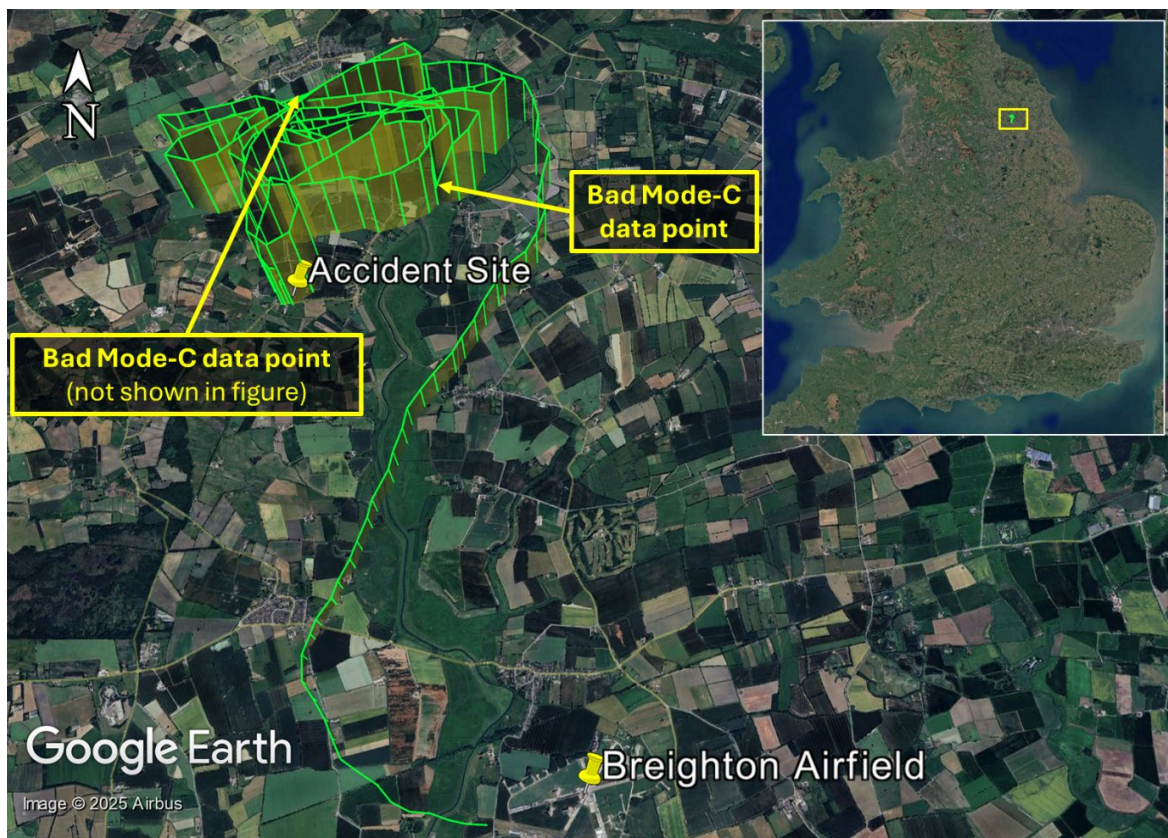 N
Bad Mode-C
data point
Accident Site
Bad Mode-C data point
(not shown in figure)
Google Earth
Breighton Airfield
Image © 2025 Airbus